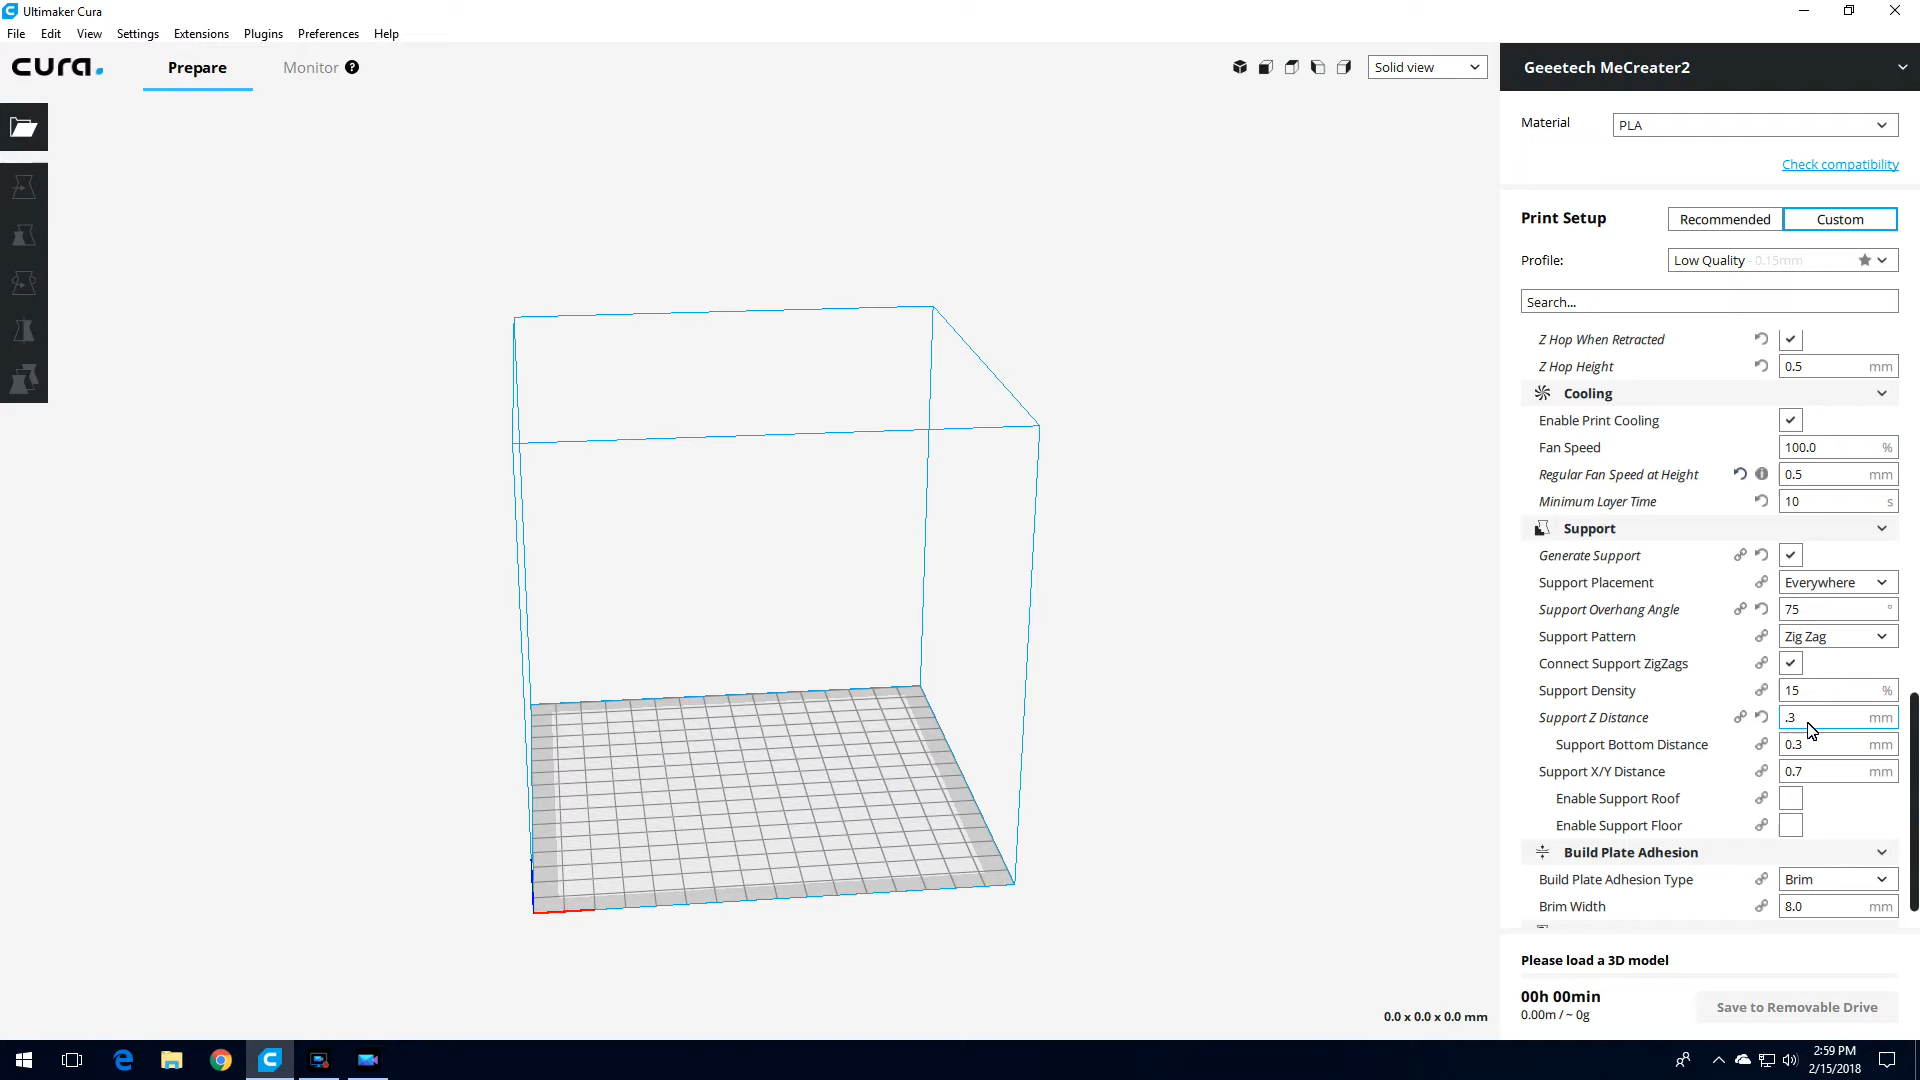 Ultimaker Cura
File Edit View Settings Extensions Plugins Preferences Help
cura.
Prepare
Monitor ?
Solid view
Geeetech MeCreater2
Material
PLA
Check compatibility
Print Setup
Recommended
Custom
Profile:
Low Quality - 0.15mm
Search...
Z Hop When Retracted
Z Hop Height 0.5 mm
Cooling
Enable Print Cooling
Fan Speed 100.0 %
Regular Fan Speed at Height 0.5 mm
Minimum Layer Time 10 s
Support
Generate Support
Support Placement Everywhere
Support Overhang Angle 75 °
Support Pattern Zig Zag
Connect Support ZigZags
Support Density 15 %
Support Z Distance .3 mm
Support Bottom Distance 0.3 mm
Support X/Y Distance 0.7 mm
Enable Support Roof
Enable Support Floor
Build Plate Adhesion
Build Plate Adhesion Type Brim
Brim Width 8.0 mm
Please load a 3D model
00h 00min
0.00m / ~ 0g
Save to Removable Drive
0.0 x 0.0 x 0.0 mm
2:59 PM
2/15/2018